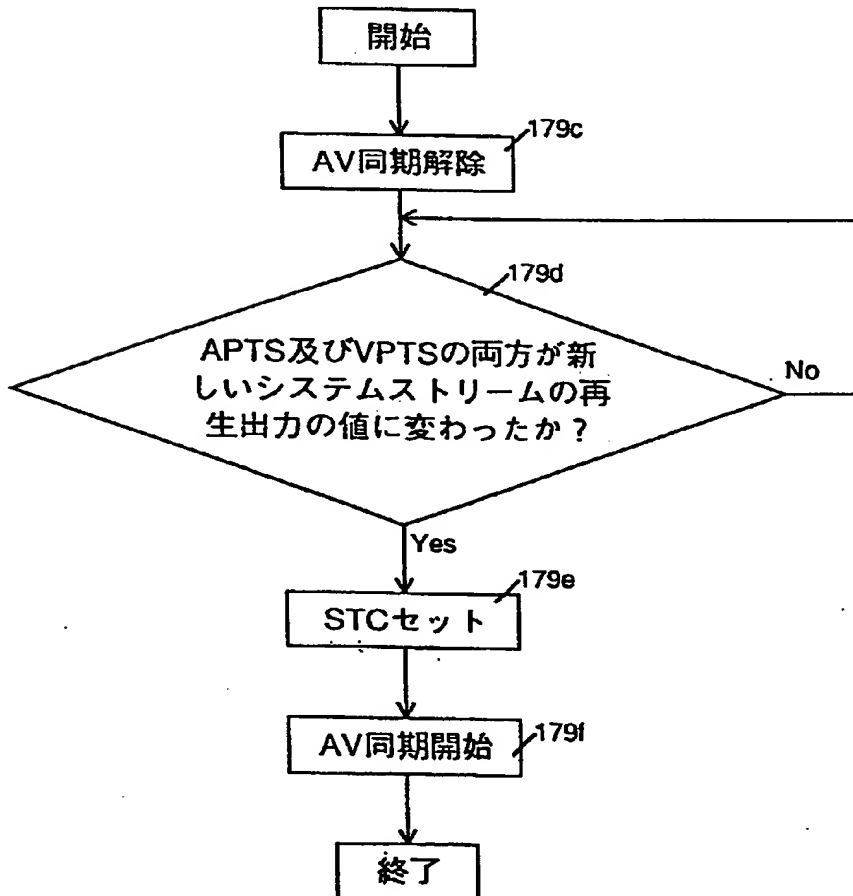 開始
179c
AV同期解除
179d
APTS及びVPTSの両方が新
しいシステムストリームの再
生出力の値に変わったか？
No
Yes
179e
STCセット
179f
AV同期開始
終了